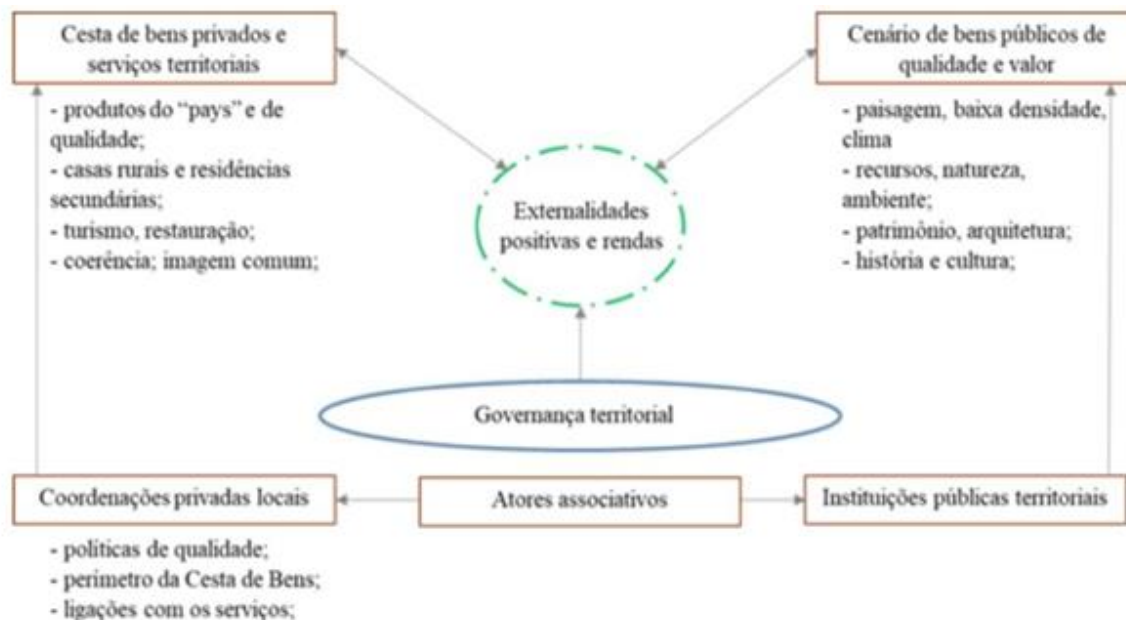 Cesta de bens privados e
serviços territoriais
- produtos do “pays” e de
qualidade;
- casas rurais e residências
secundárias;
- turismo, restauração;
- coerência; imagem comum;
Cenário de bens públicos de
qualidade e valor
- paisagem, baixa densidade,
clima
- recursos, natureza,
ambiente;
- patrimônio, arquitetura;
- história e cultura;
Externalidades
positivas e rendas
Governança territorial
Coordenações privadas locais
Atores associativos
Instituições públicas territoriais
- políticas de qualidade;
- perímetro da Cesta de Bens;
- ligações com os serviços;